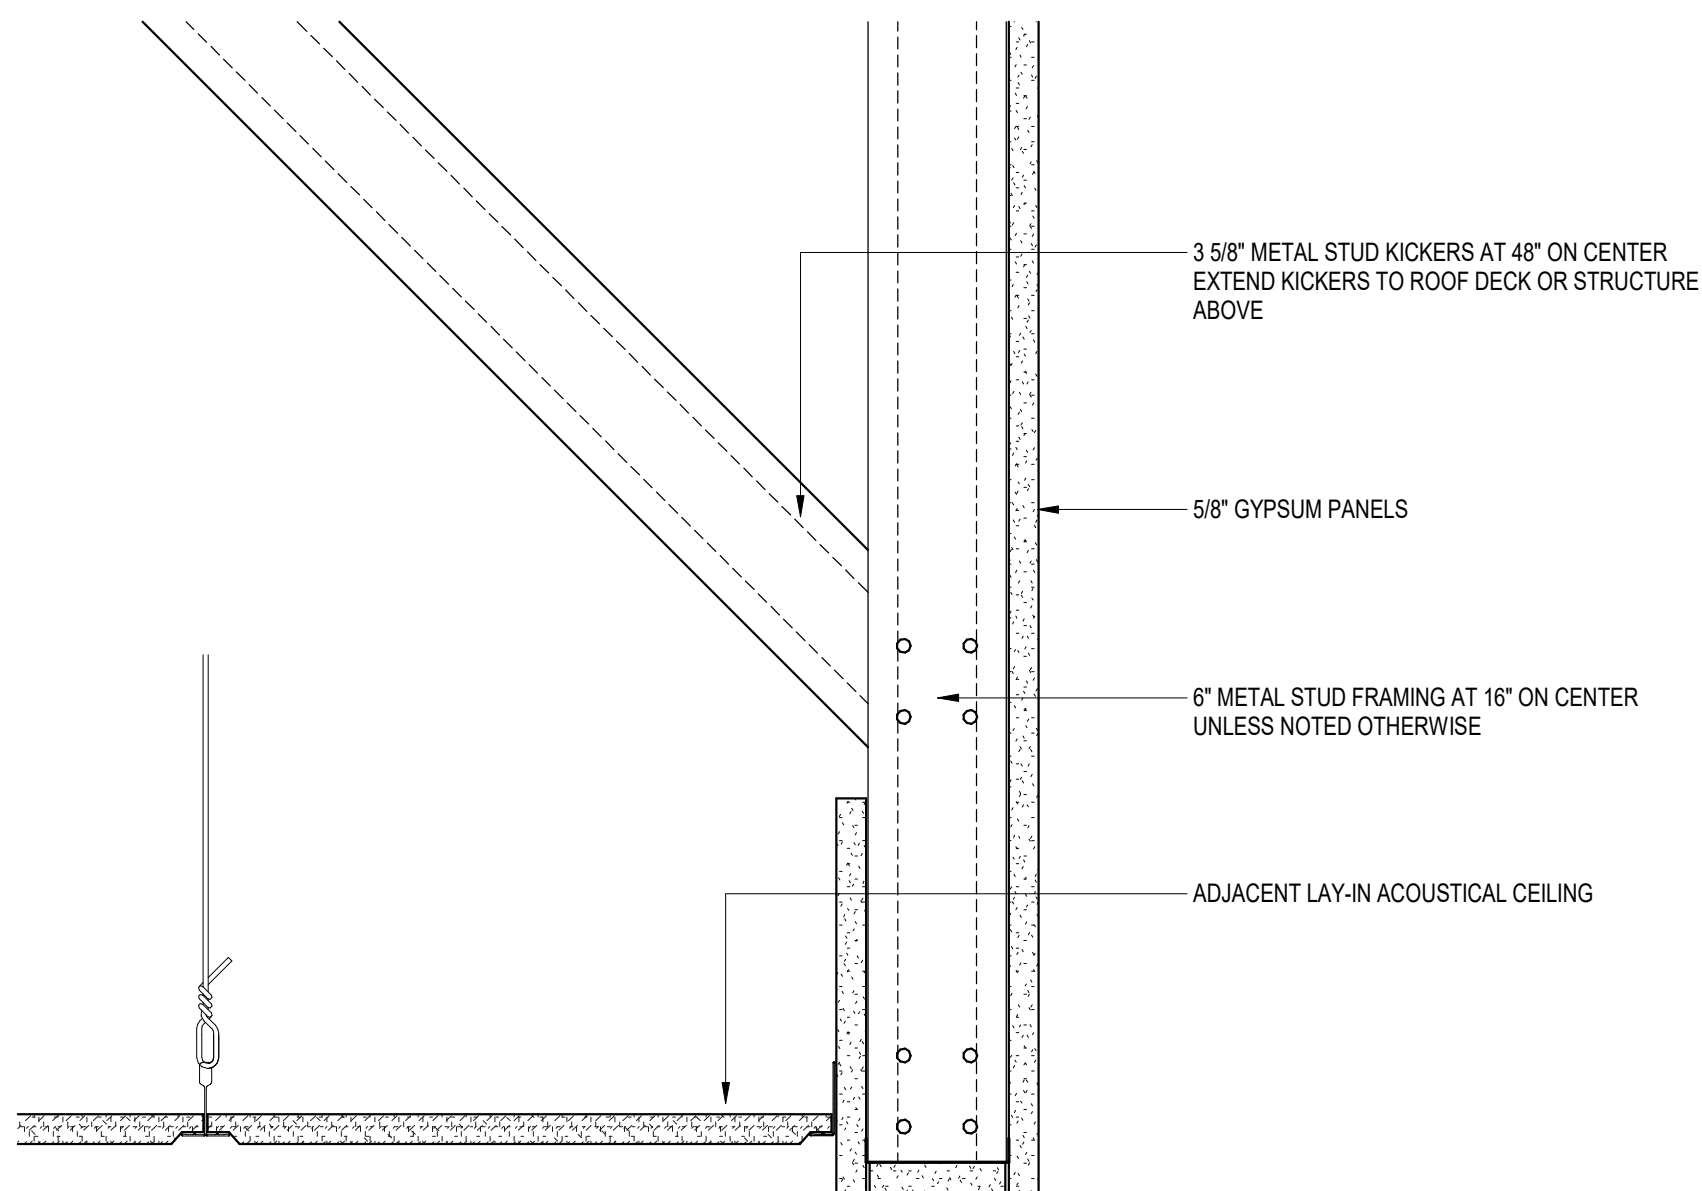 3 5/8" METAL STUD KICKERS AT 48" ON CENTER
EXTEND KICKERS TO ROOF DECK OR STRUCTURE
ABOVE
5/8" GYPSUM PANELS
6" METAL STUD FRAMING AT 16" ON CENTER
UNLESS NOTED OTHERWISE
ADJACENT LAY-IN ACOUSTICAL CEILING